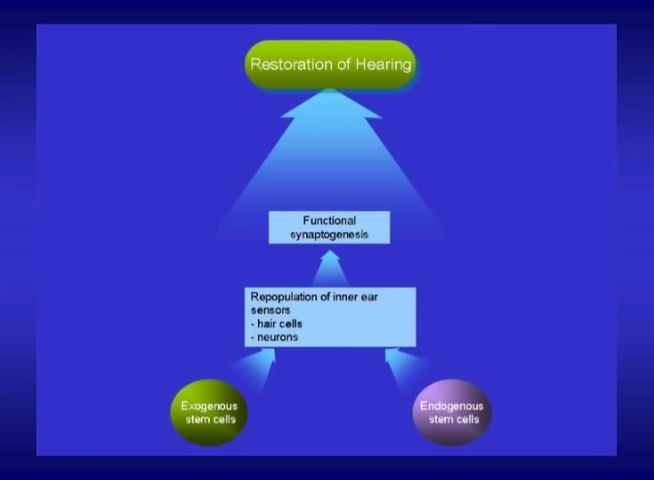 Restoration of Hearing
Functional
synaptogenesis
Repopulation of inner ear
sensors
- hair cells
- neurons
Exogenous
stem cells
Endogenous
stem cells